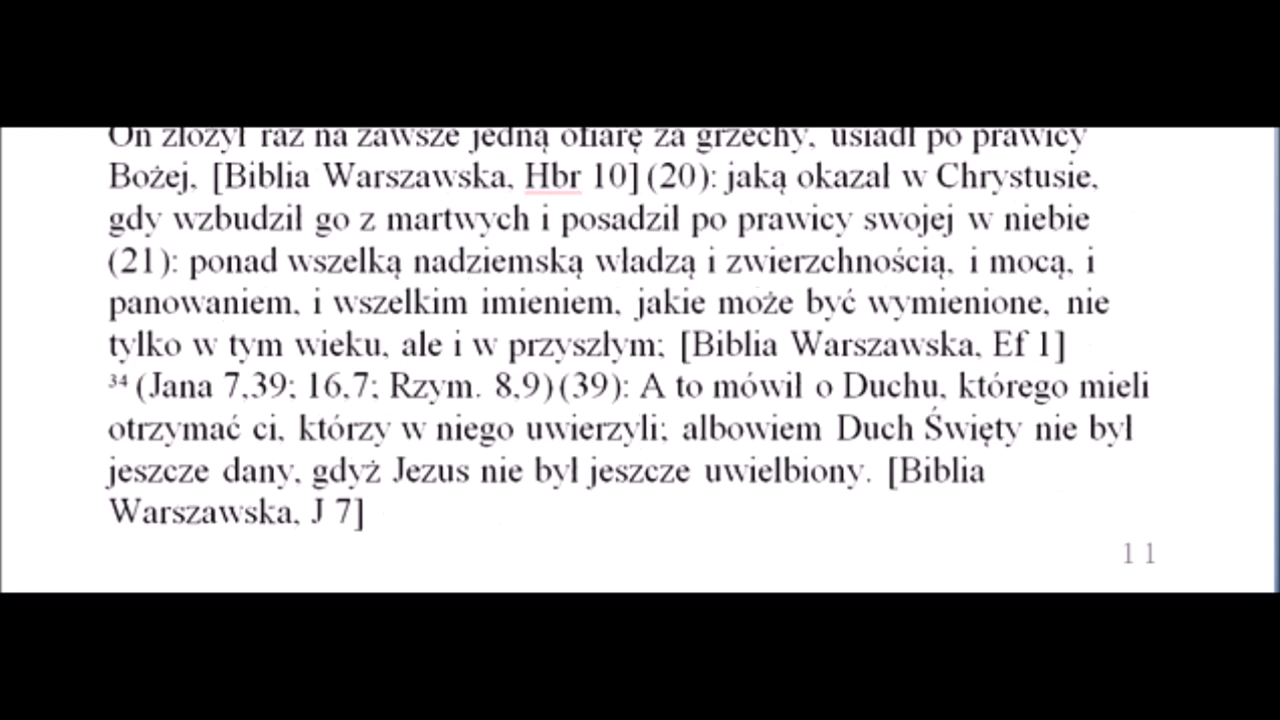 On złożył raz na zawsze jedną ofiarę za grzechy, usiadł po prawicy
Bożej, [Biblia Warszawska, Hbr 10] (20): jaką okazał w Chrystusie,
gdy wzbudził go z martwych i posadził po prawicy swojej w niebie
(21): ponad wszelką nadziemską władzą i zwierzchnością, i mocą, i
panowaniem, i wszelkim imieniem, jakie może być wymienione, nie
tylko w tym wieku, ale i w przyszłym; [Biblia Warszawska, Ef 1]
³⁴ (Jana 7,39; 16,7; Rzym. 8,9) (39): A to mówił o Duchu, którego mieli
otrzymać ci, którzy w niego uwierzyli; albowiem Duch Święty nie był
jeszcze dany, gdyż Jezus nie był jeszcze uwielbiony. [Biblia
Warszawska, J 7]
11